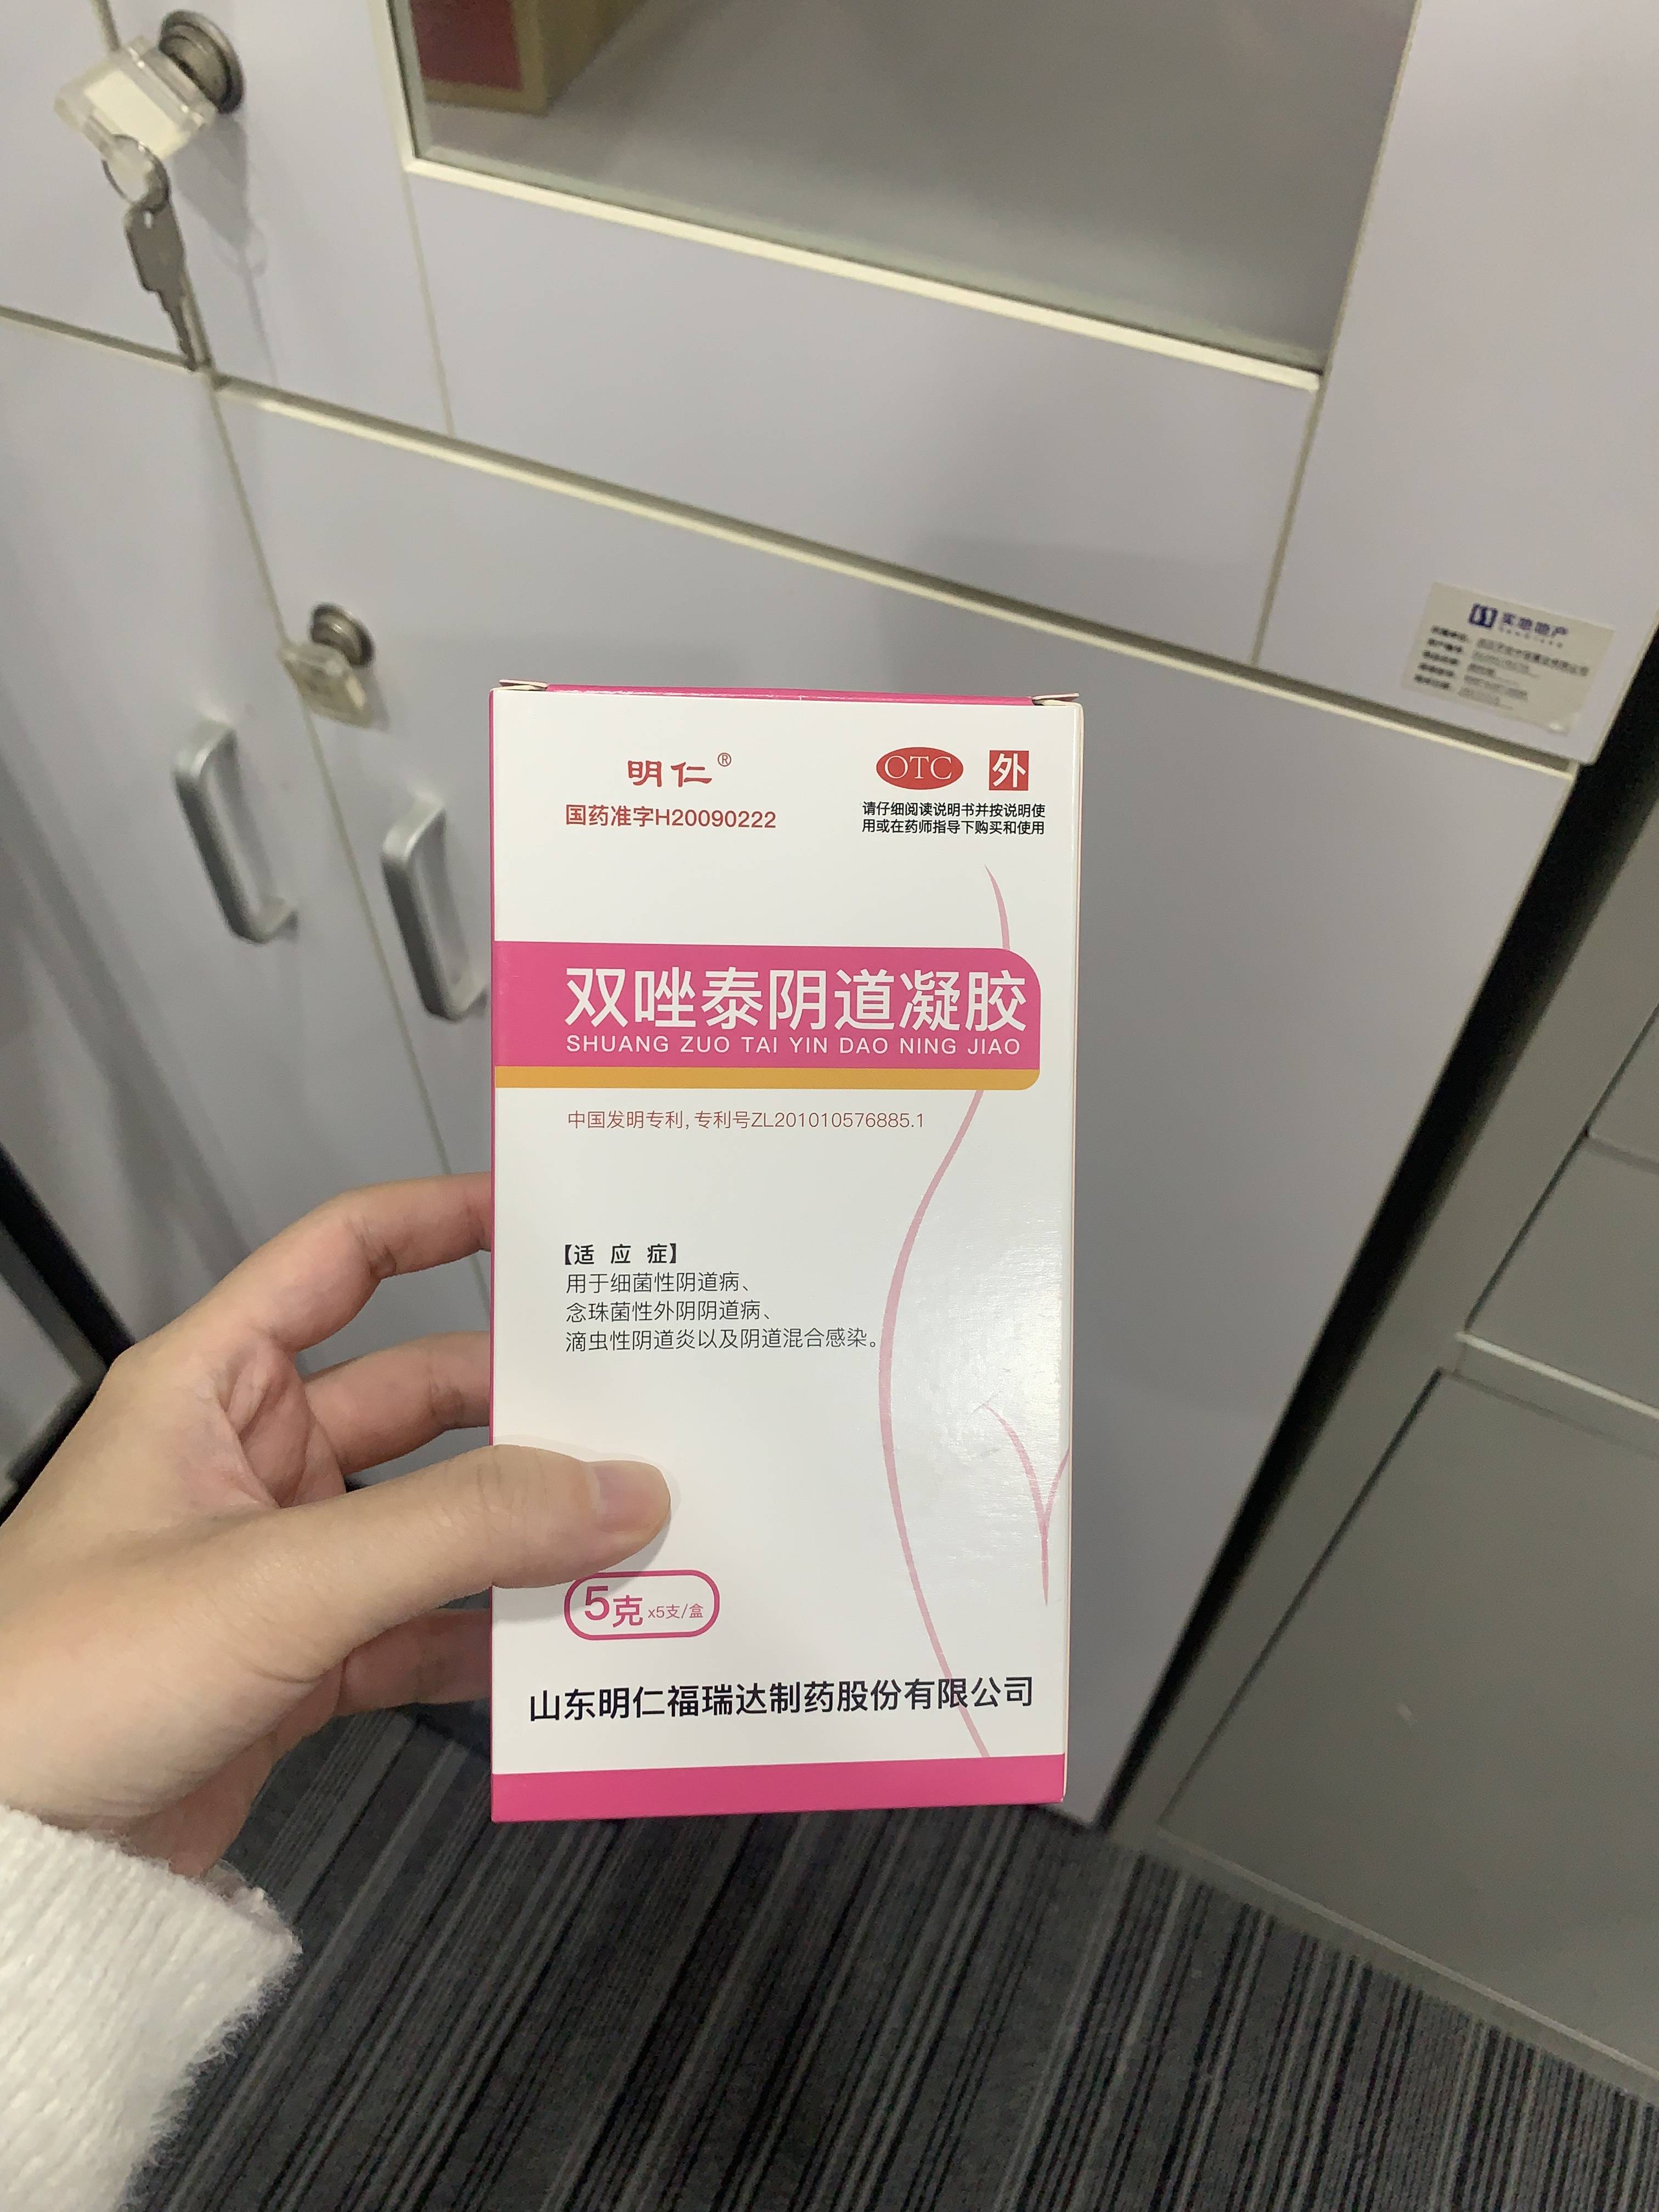 实地地产
明仁®
国药准字H20090222
OTC 外
请仔细阅读说明书并按说明使
用或在药师指导下购买和使用
双唑泰阴道凝胶
SHUANG ZUO TAI YIN DAO NING JIAO
中国发明专利，专利号ZL201010576885.1
【适 应 症】
用于细菌性阴道病、
念珠菌性外阴阴道病、
滴虫性阴道炎以及阴道混合感染。
5克x5支/盒
山东明仁福瑞达制药股份有限公司